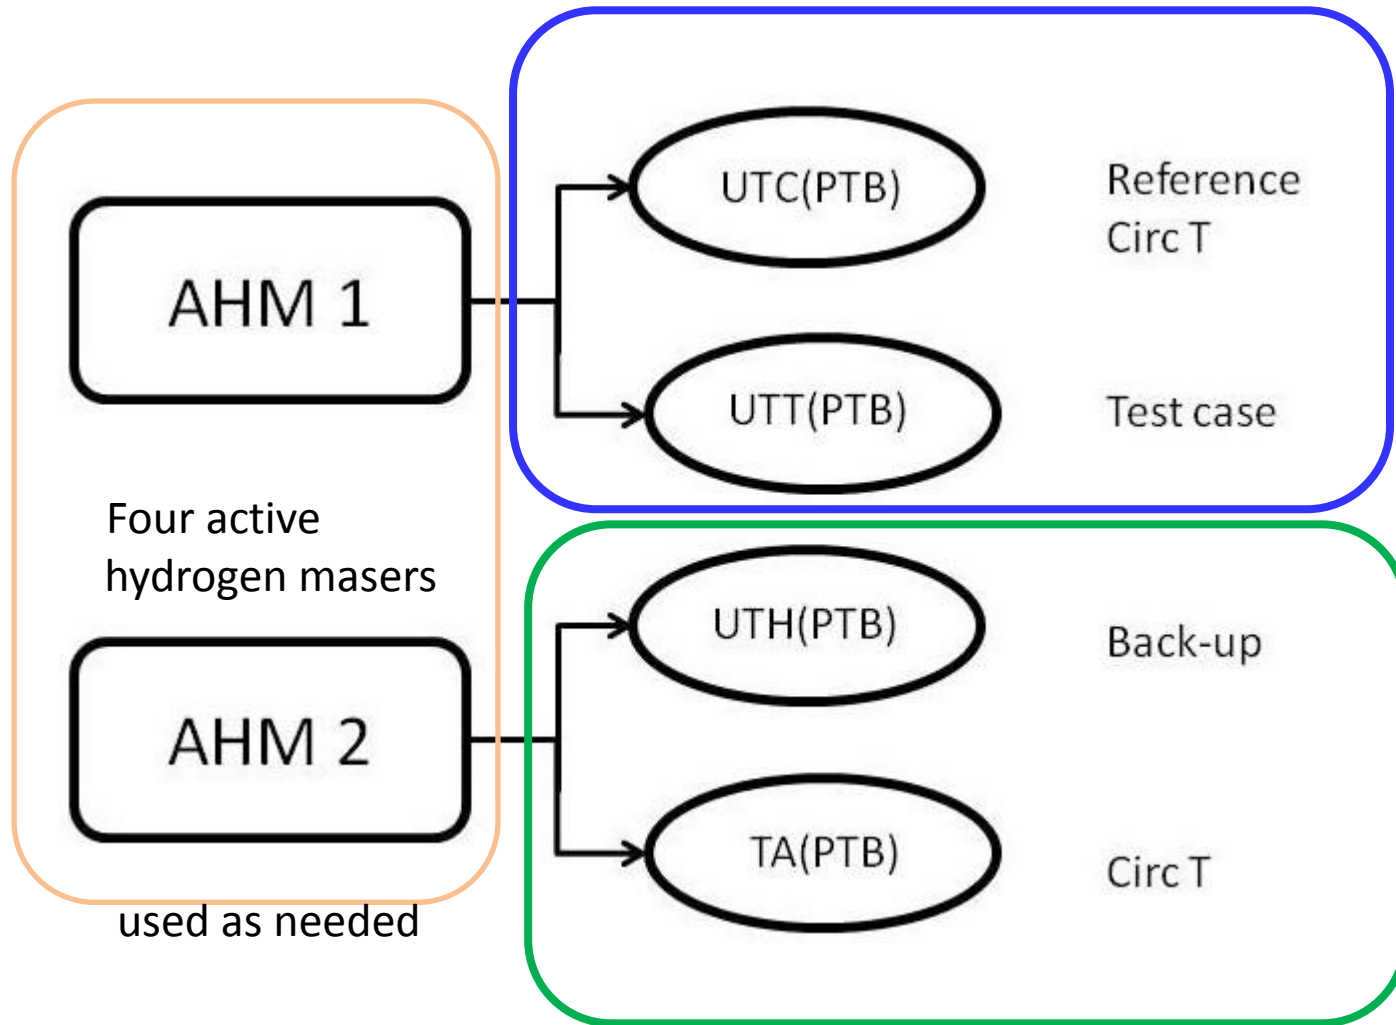 AHM 1
UTC(PTB)
Reference
Circ T
UTT(PTB)
Test case
Four active
hydrogen masers
AHM 2
UTH(PTB)
Back-up
TA(PTB)
Circ T
used as needed